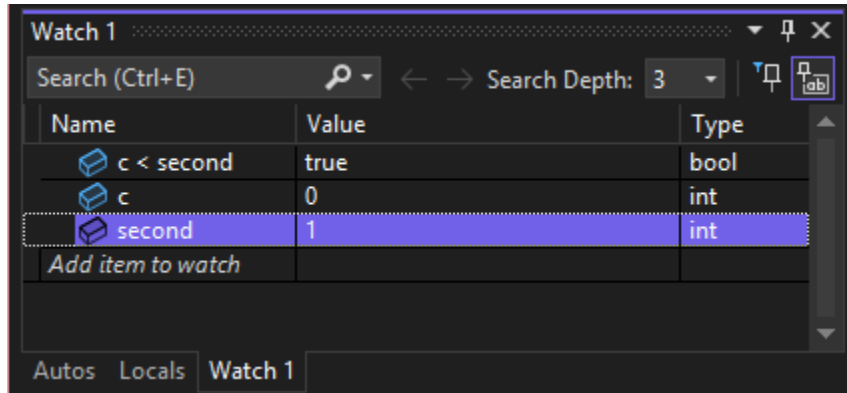 Watch 1
Search (Ctrl+E) Search Depth: 3 ab
Name Value Type
c < second true bool
c 0 int
second 1 int
Add item to watch
Autos Locals Watch 1